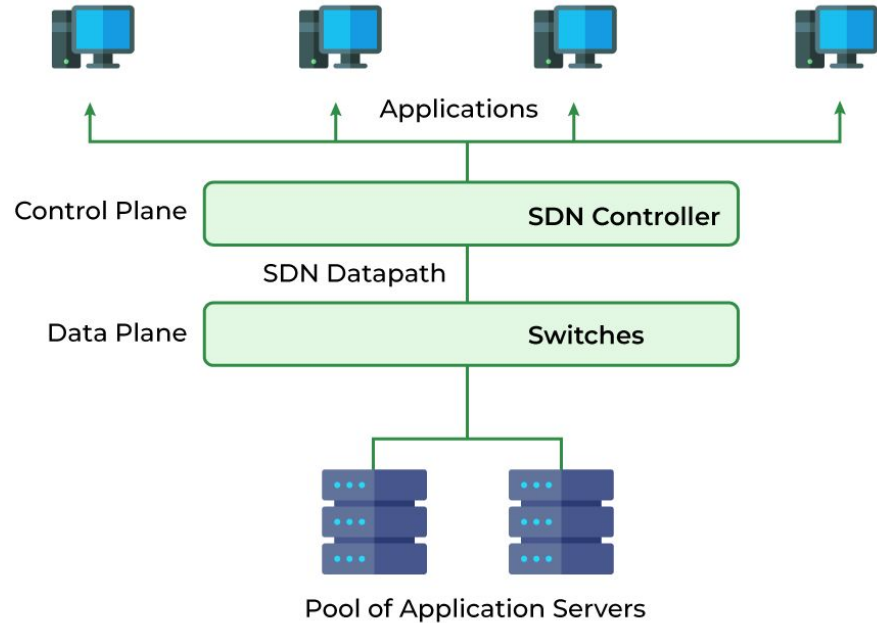 Applications
Control Plane
SDN Controller
SDN Datapath
Data Plane
Switches
Pool of Application Servers